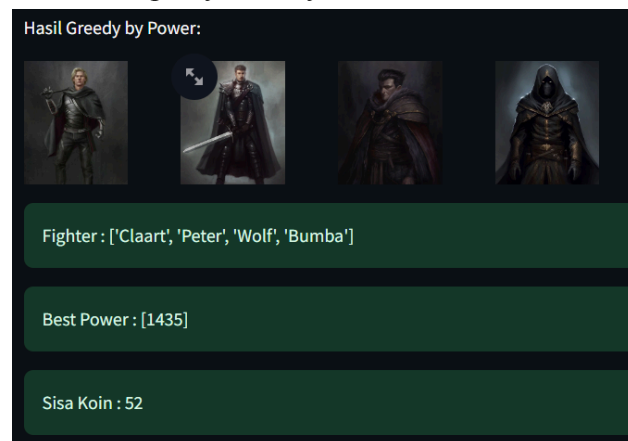 Hasil Greedy by Power:
Fighter : ['Claart', 'Peter', 'Wolf', 'Bumba']
Best Power : [1435]
Sisa Koin : 52